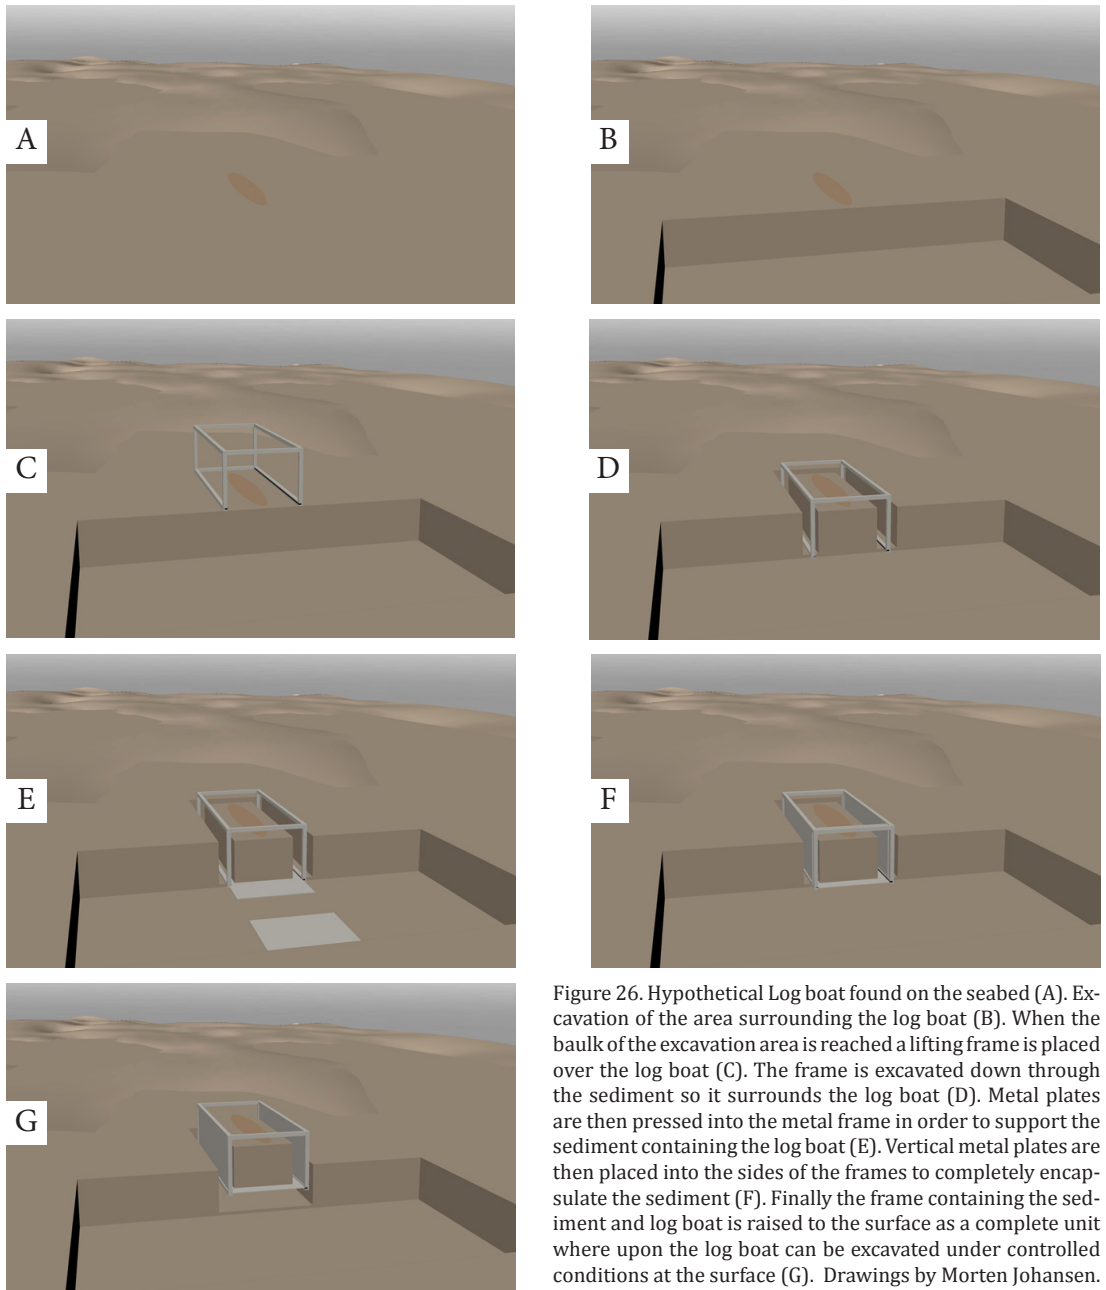 A
B
C
D
E
F
G
Figure 26. Hypothetical Log boat found on the seabed (A). Ex-
cavation of the area surrounding the log boat (B). When the
baulk of the excavation area is reached a lifting frame is placed
over the log boat (C). The frame is excavated down through
the sediment so it surrounds the log boat (D). Metal plates
are then pressed into the metal frame in order to support the
sediment containing the log boat (E). Vertical metal plates are
then placed into the sides of the frames to completely encap-
sulate the sediment (F). Finally the frame containing the sed-
iment and log boat is raised to the surface as a complete unit
where upon the log boat can be excavated under controlled
conditions at the surface (G). Drawings by Morten Johansen.